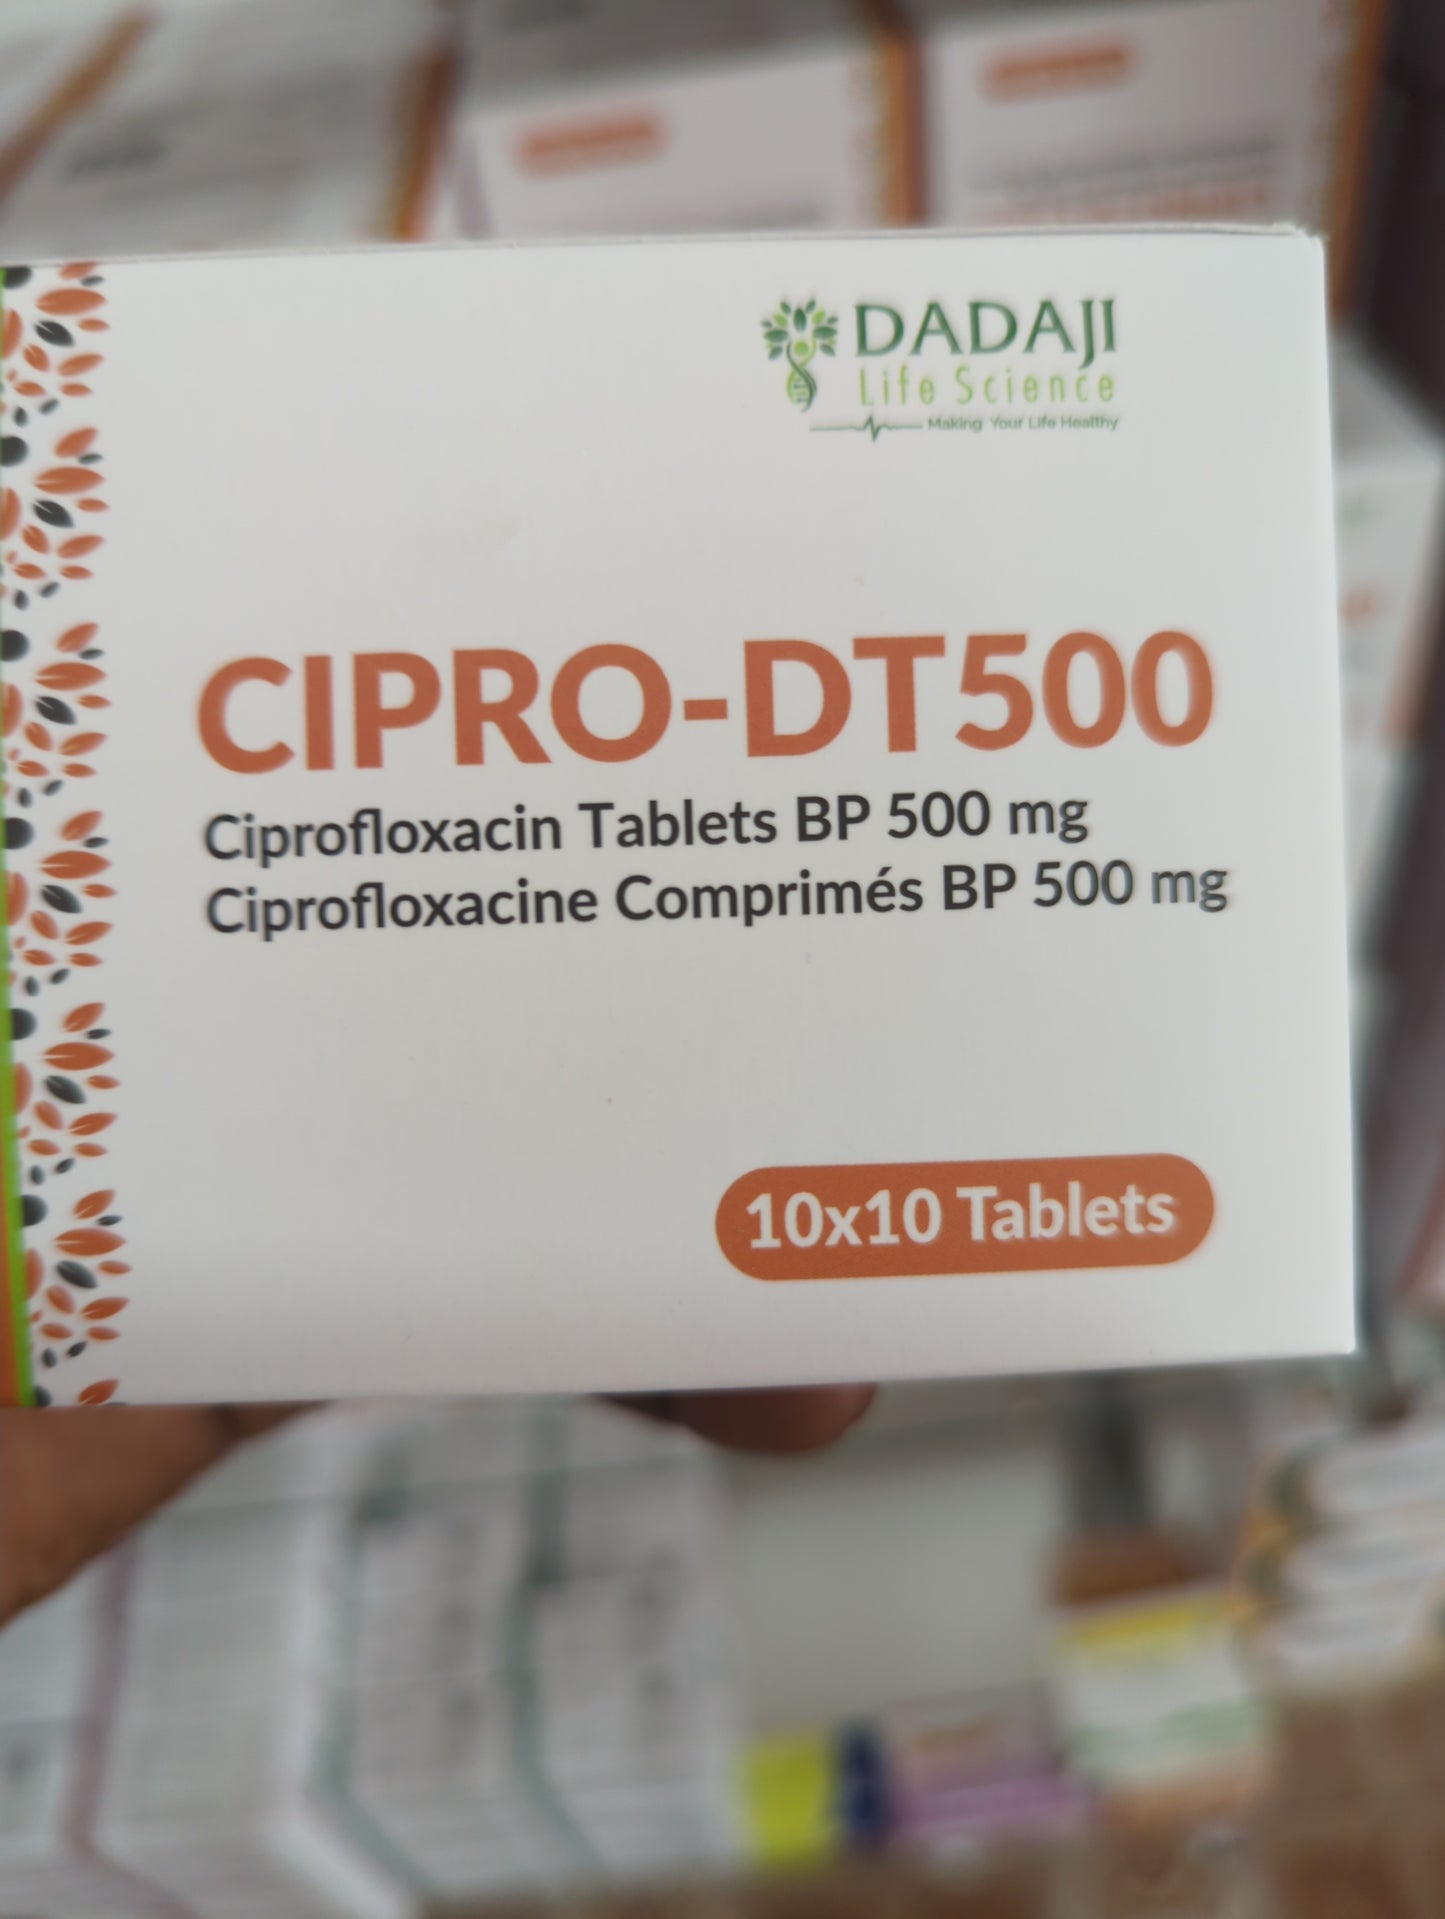 DADAJI
Life Science
Making Your Life Healthy
CIPRO-DT500
Ciprofloxacin Tablets BP 500 mg
Ciprofloxacine Comprimés BP 500 mg
10x10 Tablets